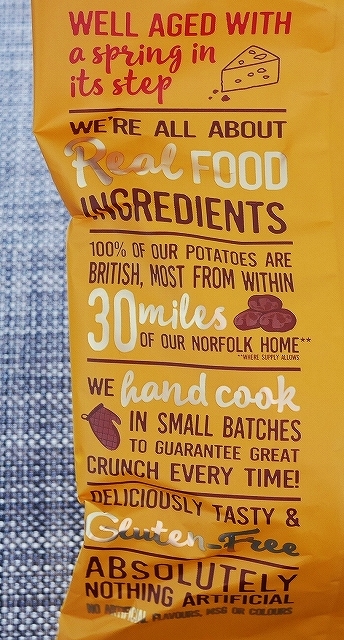 WELL AGED WITH
a spring in
its step
WE'RE ALL ABOUT
Real FOOD
INGREDIENTS
100% OF OUR POTATOES ARE
BRITISH, MOST FROM WITHIN
30 miles
OF OUR NORFOLK HOME**
**WHERE SUPPLY ALLOWS
WE hand cook
IN SMALL BATCHES
TO GUARANTEE GREAT
CRUNCH EVERY TIME!
DELICIOUSLY TASTY &
Gluten-Free
ABSOLUTELY
NOTHING ARTIFICIAL
NO ARTIFICIAL FLAVOURS, MSG OR COLOURS